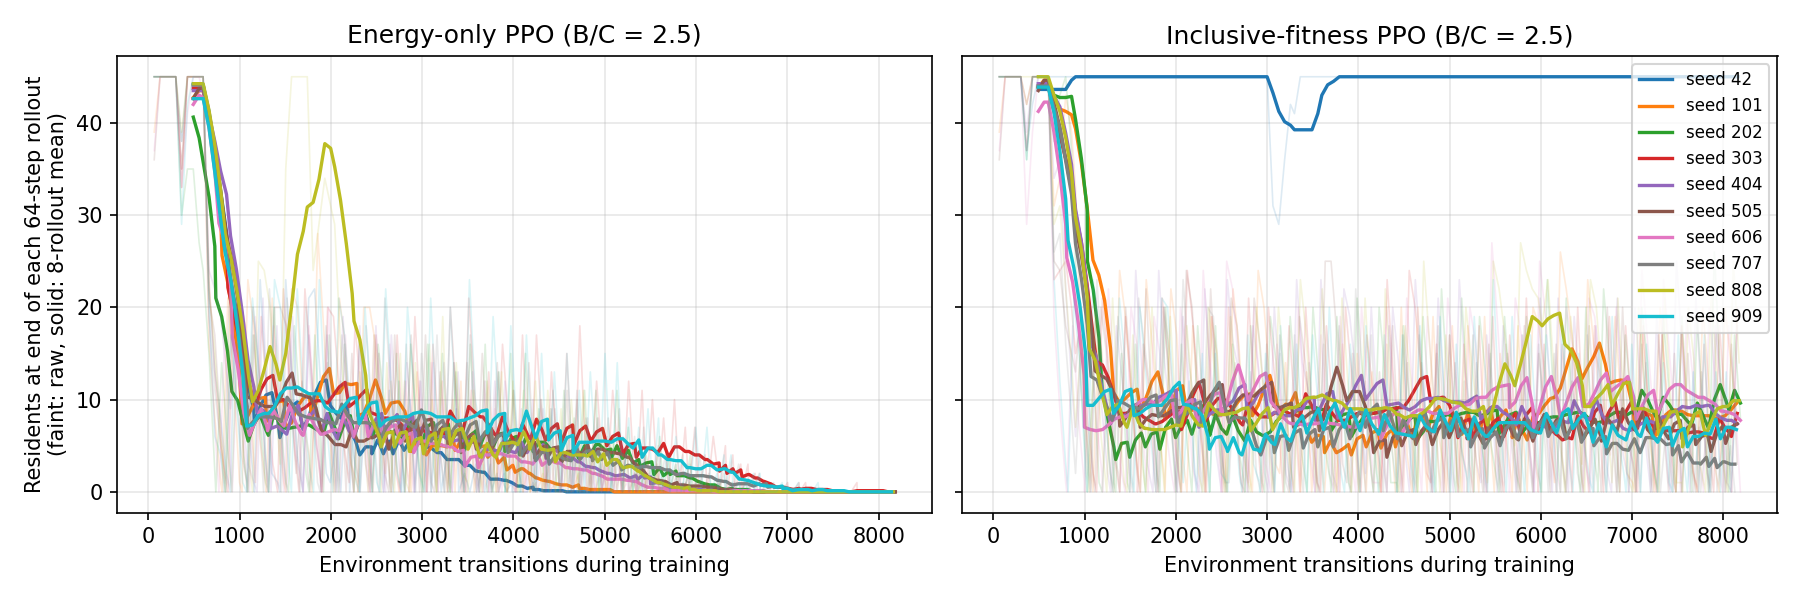 Energy-only PPO (B/C = 2.5)
Inclusive-fitness PPO (B/C = 2.5)
Residents at end of each 64-step rollout
(faint: raw, solid: 8-rollout mean)
40
30
20
10
0
0 1000 2000 3000 4000 5000 6000 7000 8000
Environment transitions during training
0 1000 2000 3000 4000 5000 6000 7000 8000
Environment transitions during training
seed 42
seed 101
seed 202
seed 303
seed 404
seed 505
seed 606
seed 707
seed 808
seed 909